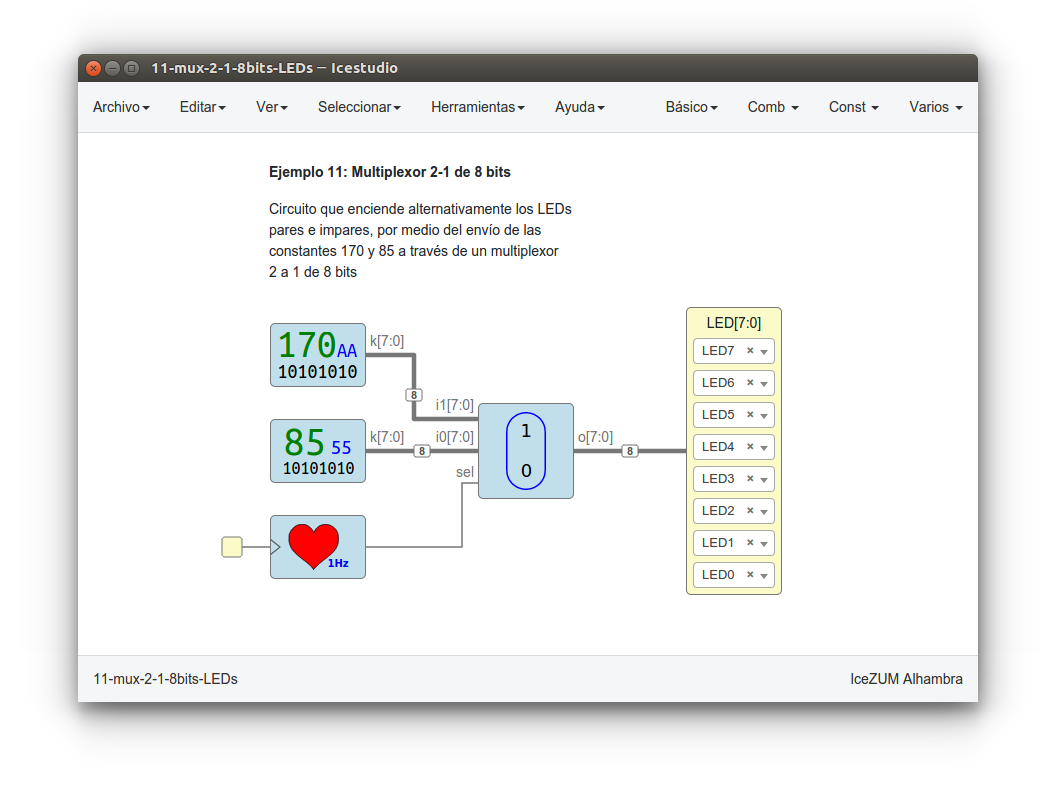 11-mux-2-1-8bits-LEDs – Icestudio
Archivo Editar Ver Seleccionar Herramientas Ayuda Básico Comb Const Varios
Ejemplo 11: Multiplexor 2-1 de 8 bits
Circuito que enciende alternativamente los LEDs
pares e impares, por medio del envío de las
constantes 170 y 85 a través de un multiplexor
2 a 1 de 8 bits
170 AA
10101010
k[7:0]
8
85 55
10101010
k[7:0]
8
i1[7:0]
i0[7:0]
sel
1
0
o[7:0]
8
1Hz
LED[7:0]
LED7 ×
LED6 ×
LED5 ×
LED4 ×
LED3 ×
LED2 ×
LED1 ×
LED0 ×
11-mux-2-1-8bits-LEDs
IceZUM Alhambra